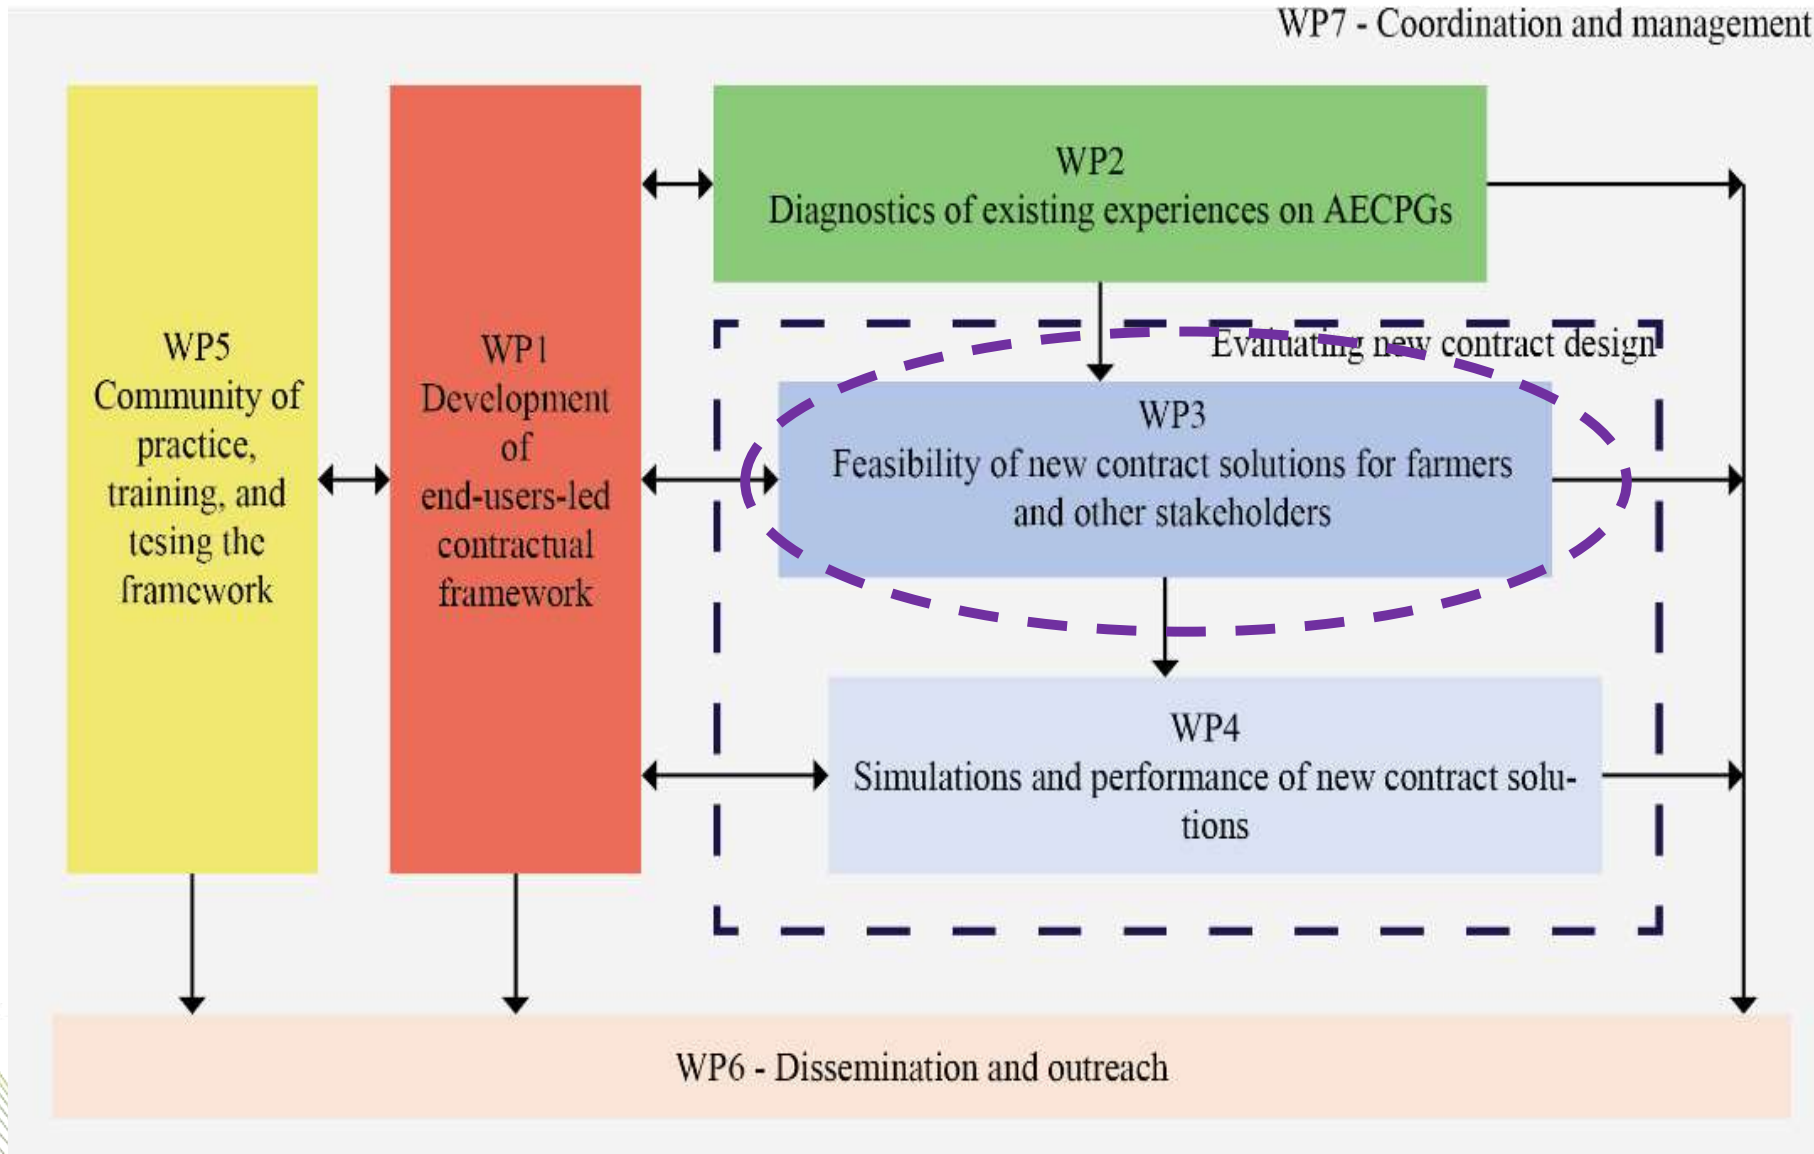 WP7 - Coordination and management
WP2
Diagnostics of existing experiences on AECPGs
Evaluating new contract design
WP5
Community of
practice,
training, and
tesing the
framework
WP1
Development
of
end-users-led
contractual
framework
WP3
Feasibility of new contract solutions for farmers
and other stakeholders
WP4
Simulations and performance of new contract solu-
tions
WP6 - Dissemination and outreach